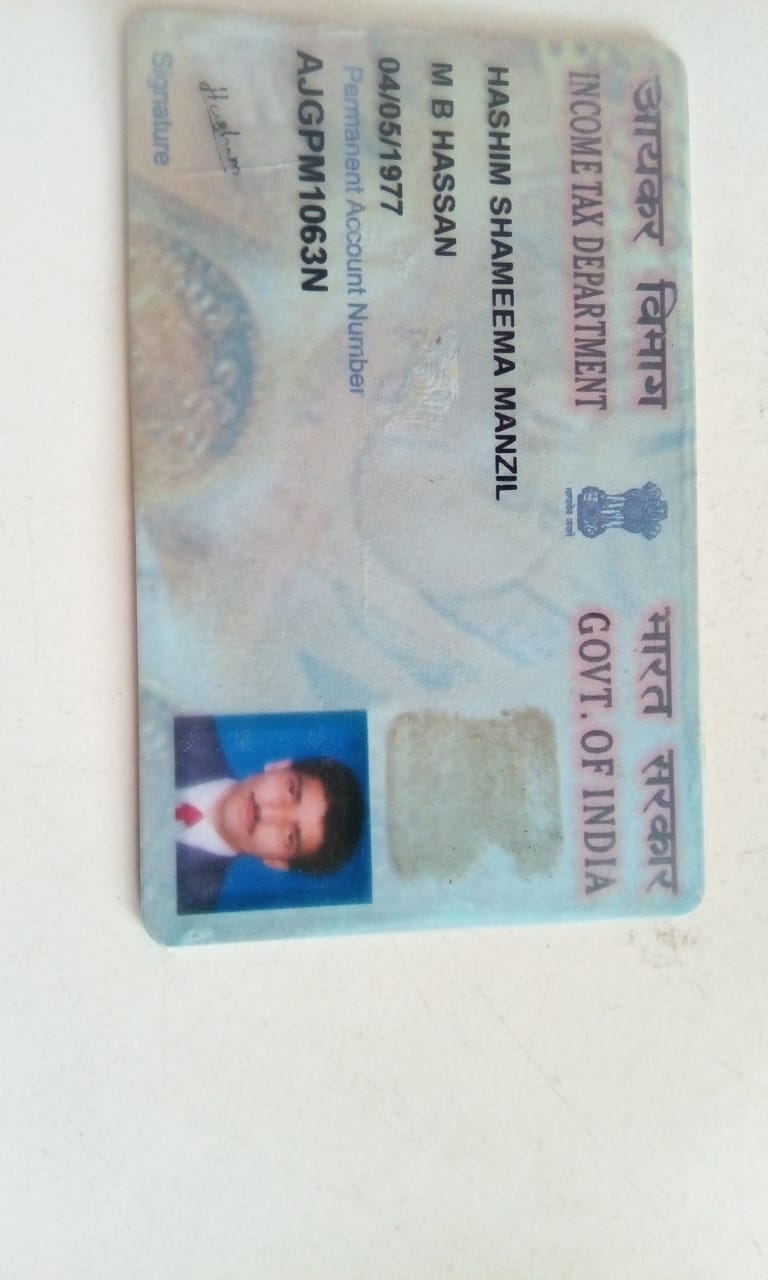 आयकर विभाग
INCOME TAX DEPARTMENT
भारत सरकार
GOVT. OF INDIA
सत्यमेव जयते
HASHIM SHAMEEMA MANZIL
M B HASSAN
04/05/1977
Permanent Account Number
AJGPM1063N
Signature